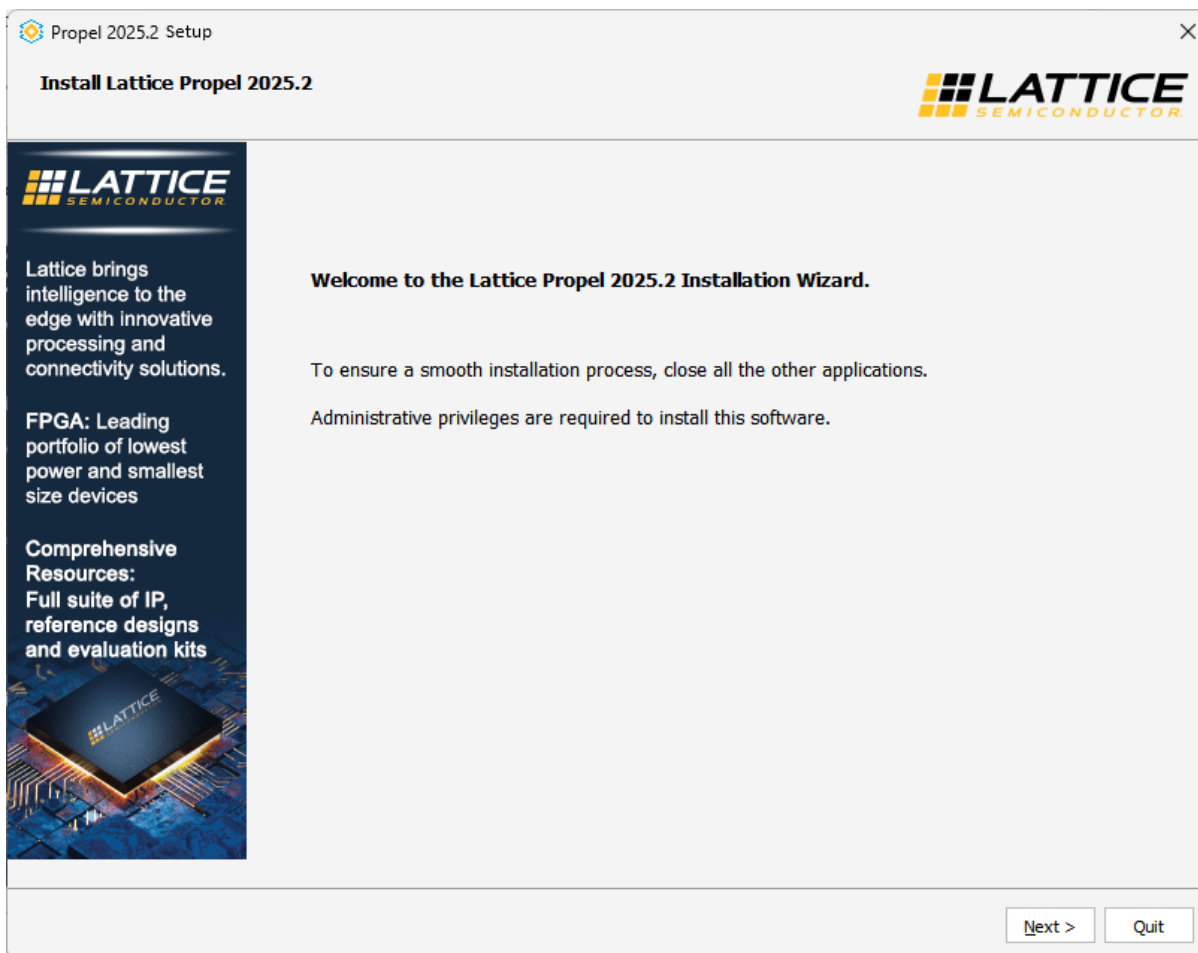 Propel 2025.2 Setup
Install Lattice Propel 2025.2
LATTICE
SEMICONDUCTOR
LATTICE
SEMICONDUCTOR
Lattice brings
intelligence to the
edge with innovative
processing and
connectivity solutions.
FPGA: Leading
portfolio of lowest
power and smallest
size devices
Comprehensive
Resources:
Full suite of IP,
reference designs
and evaluation kits
LATTICE
Welcome to the Lattice Propel 2025.2 Installation Wizard.
To ensure a smooth installation process, close all the other applications.
Administrative privileges are required to install this software.
Next >
Quit